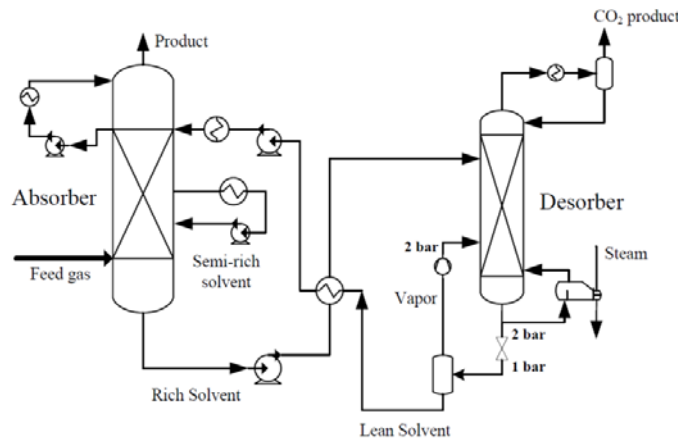 Product
CO₂ product
Absorber
Desorber
Feed gas
Semi-rich
solvent
2 bar
Vapor
Steam
2 bar
1 bar
Rich Solvent
Lean Solvent